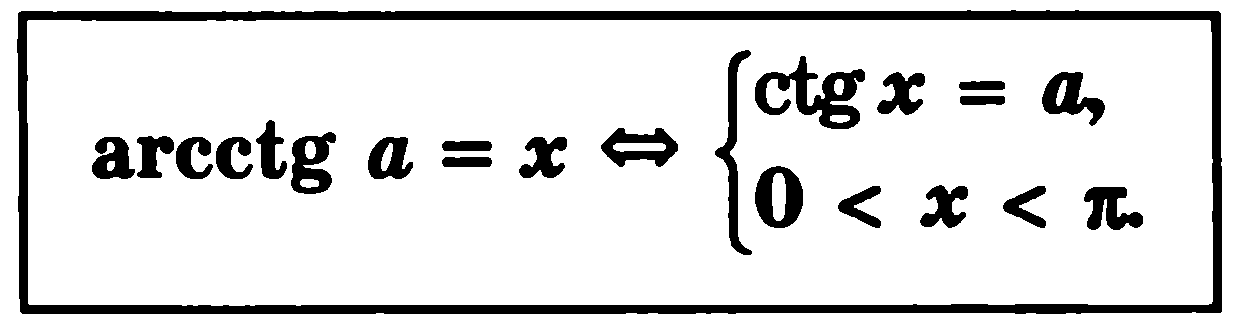 arcctg a = x ⇔ { ctg x = a,
0 < x < π.